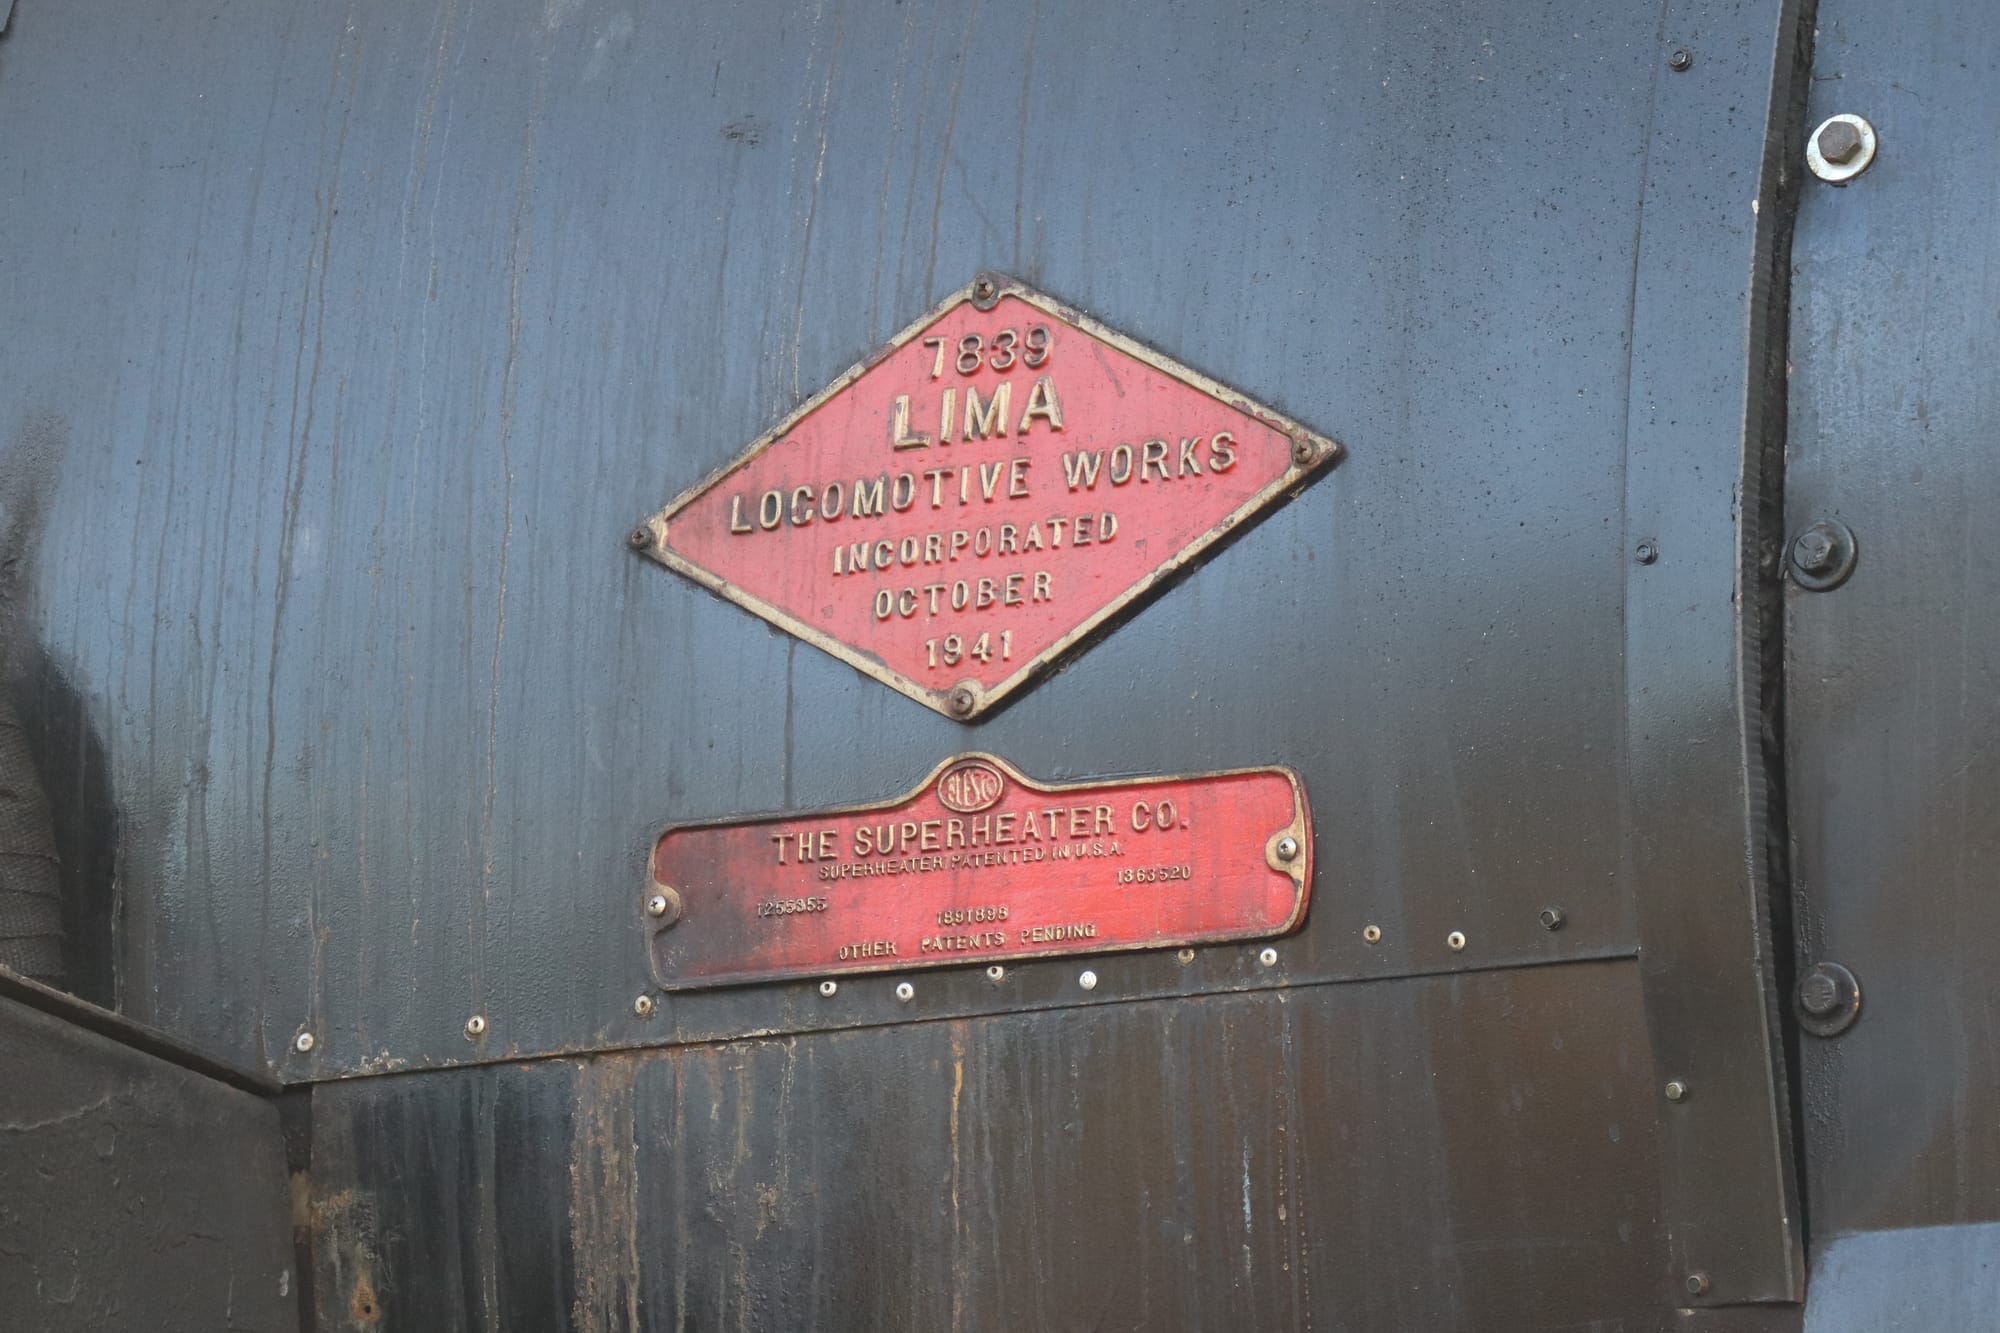 7839
LIMA
LOCOMOTIVE WORKS
INCORPORATED
OCTOBER
1941
ELESCO
THE SUPERHEATER CO.
SUPERHEATER PATENTED IN U.S.A.
1255355 1363520
1891898
OTHER PATENTS PENDING